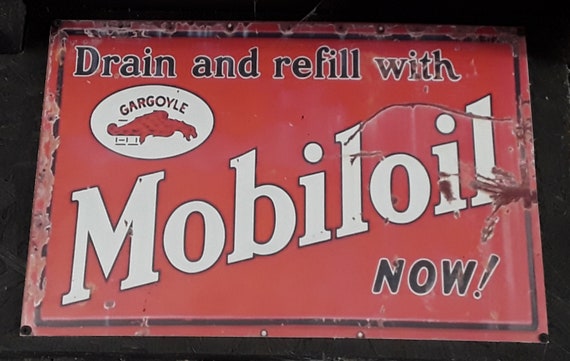 Drain and refill with
GARGOYLE
Mobiloil
NOW!